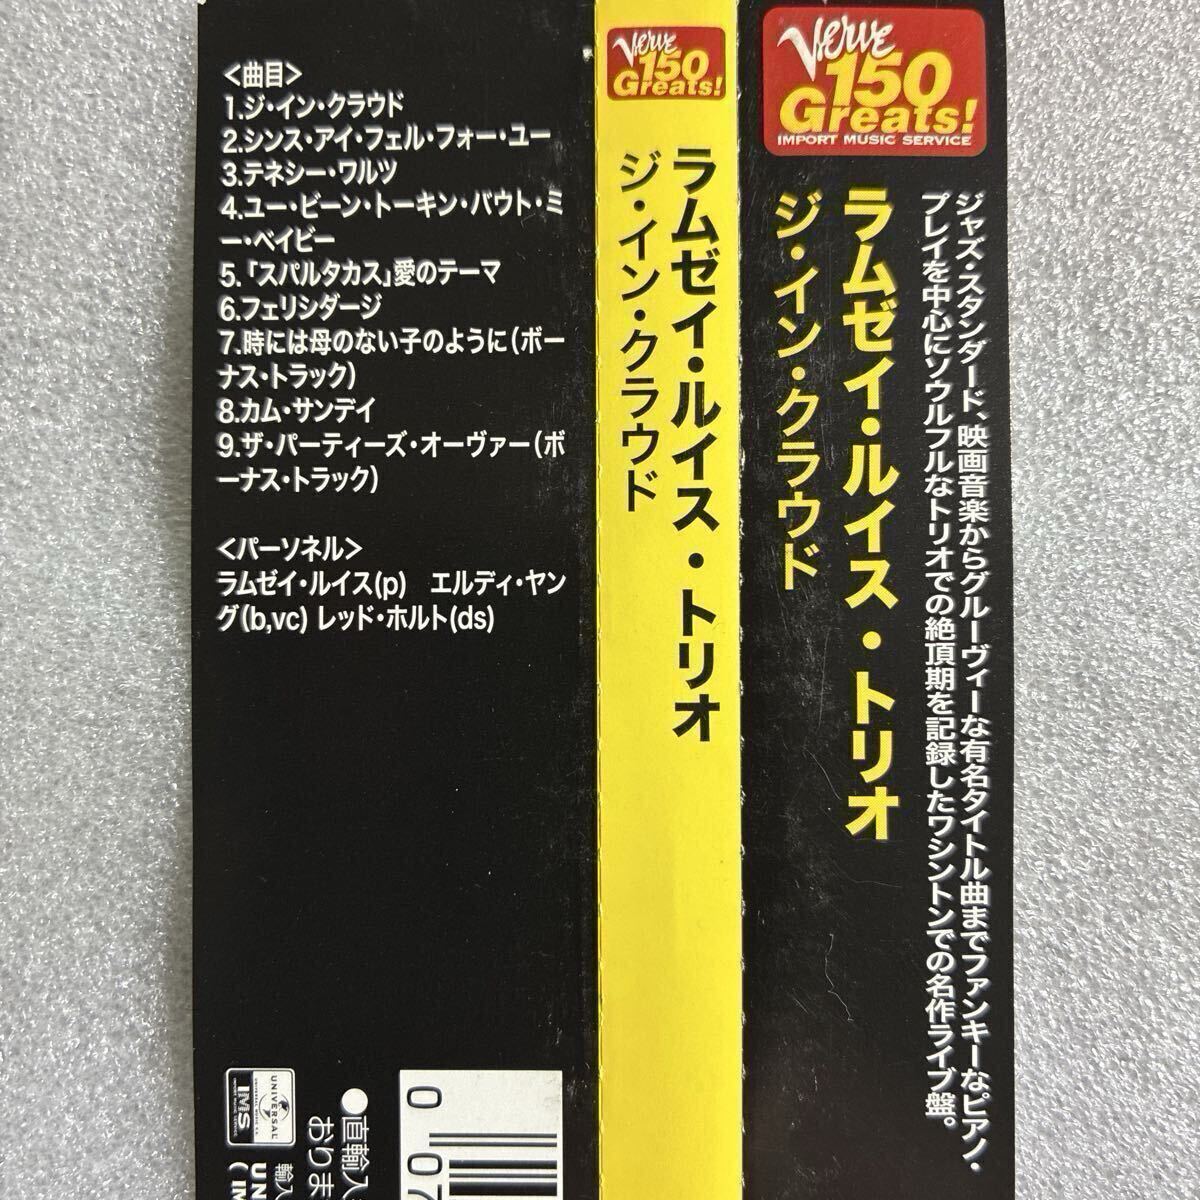 <曲目>
1.ジ・イン・クラウド
2.シンス・アイ・フェル・フォー・ユー
3.テネシー・ワルツ
4.ユー・ビーン・トーキン・バウト・ミ
ー・ベイビー
5.「スパルタカス」愛のテーマ
6.フェリシダージ
7.時には母のない子のように(ボー
ナス・トラック)
8.カム・サンデイ
9.ザ・パーティーズ・オーヴァー(ボ
ーナス・トラック)
<パーソネル>
ラムゼイ・ルイス(p) エルディ・ヤン
グ(b,vc) レッド・ホルト(ds)
Verve
150
Greats!
ラムゼイ・ルイス・トリオ
ジ・イン・クラウド
Verve
150
Greats!
IMPORT MUSIC SERVICE
ジャズ・スタンダード、映画音楽からグルーヴィーな有名タイトル曲までファンキーなピアノ・
プレイを中心にソウルフルなトリオでの絶頂期を記録したワシントンでの名作ライブ盤。
ラムゼイ・ルイス・トリオ
ジ・イン・クラウド
UNIVERSAL
IMS
●直輸入
おりま
輸入
UN
(IM
0 07